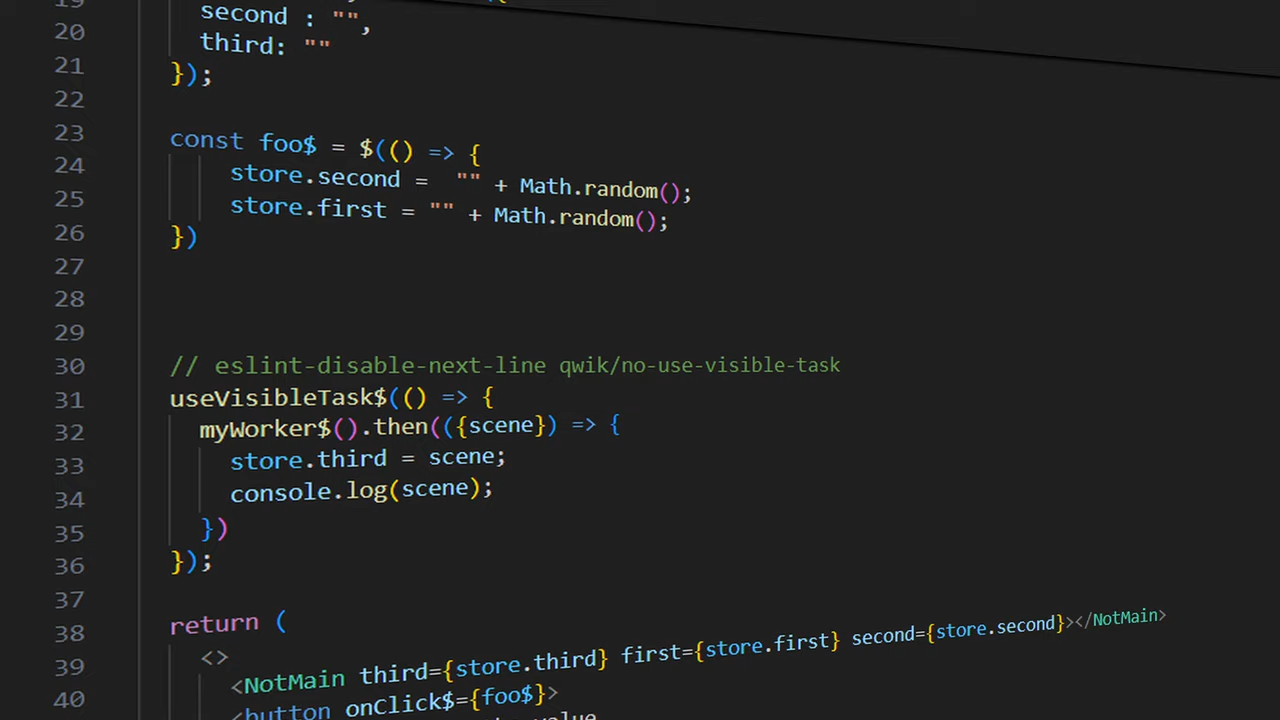 19
20 second : "",
21 third: ""
22 });
23 const foo$ = $(() => {
24 store.second =  "" + Math.random();
25 store.first = "" + Math.random();
26 })
27
28
29
30 // eslint-disable-next-line qwik/no-use-visible-task
31 useVisibleTask$(() => {
32 myWorker$().then(({scene}) => {
33 store.third = scene;
34 console.log(scene);
35 })
36 });
37
38 return (
39 <>
40 <NotMain third={store.third} first={store.first} second={store.second}></NotMain>
<button onClick$={foo$}>
value